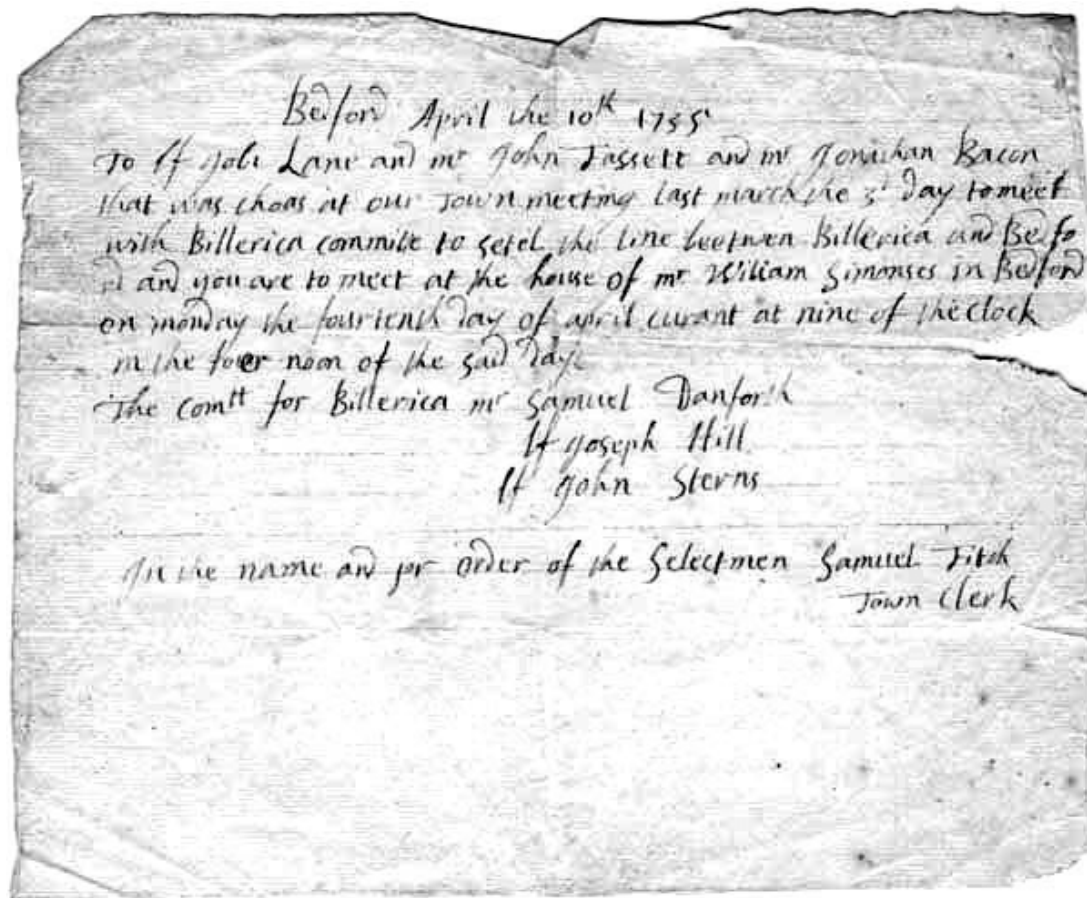 Bedford April the 10th 1735
To Lt Job Lane and mr John Fassett and mr Jonathan Bacon
that was choas at our Town meeting last march the 3d day to meet
with Billerica commite to setel the line beetwen Billerica and Bedfo
rd and you are to meet at the house of mr William Simonses in Bedford
on monday the fourtenth day of april curant at nine of the clock
in the foer noon of the said day
The comtt for Billerica mr Samuel Danforth
Lt Joseph Hill
Lt John Sterns
In the name and pr order of the Selectmen Samuel Fitch
Town Clerk